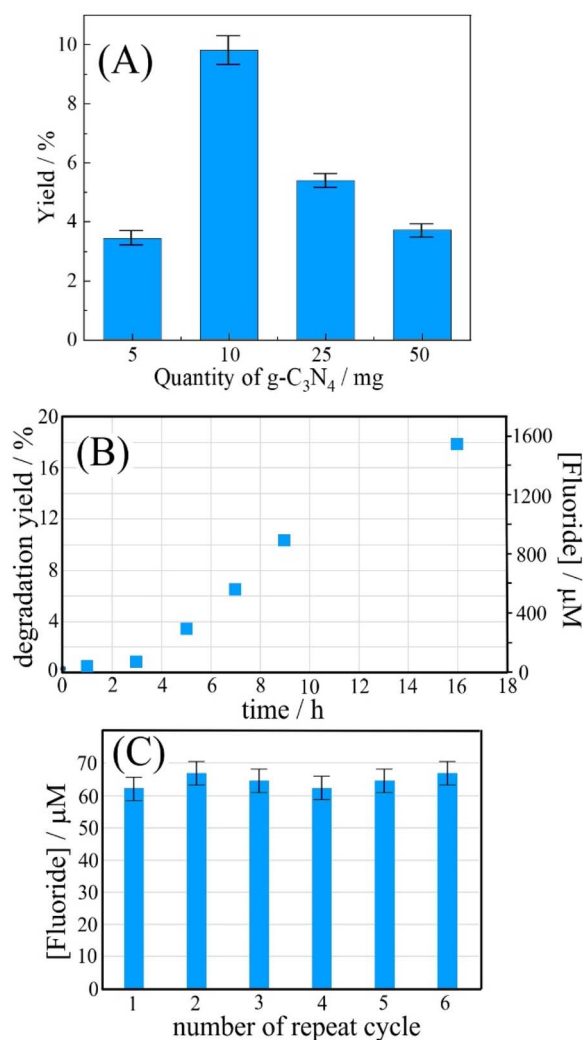 (A)
Yield / %
10
8
6
4
2
0
5 10 25 50
Quantity of g-C₃N₄ / mg
(B)
degradation yield / %
20
16
12
8
4
0
[Fluoride] / μM
1600
1200
800
400
0
0 2 4 6 8 10 12 14 16 18
time / h
(C)
[Fluoride] / μM
70
60
50
40
30
20
10
0
1 2 3 4 5 6
number of repeat cycle